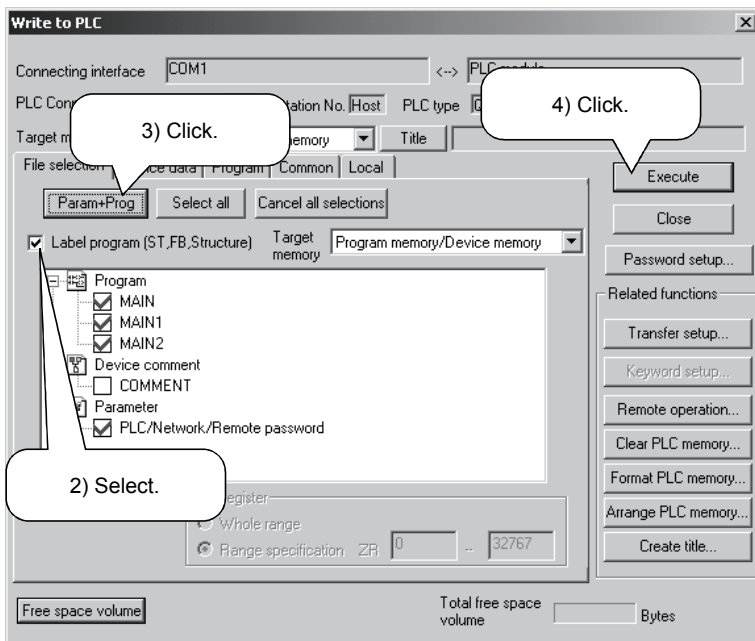 Write to PLC
Connecting interface COM1 <--> PLC module
PLC Station No. Host PLC type
3) Click.
4) Click.
Target memory Title
File selection Device data Program Common Local
Execute
Param+Prog Select all Cancel all selections
Close
Label program (ST,FB,Structure) Target memory Program memory/Device memory
Password setup...
Program
Related functions
MAIN
MAIN1
Transfer setup...
MAIN2
Device comment
Keyword setup...
COMMENT
Parameter
Remote operation...
PLC/Network/Remote password
Clear PLC memory...
2) Select.
Format PLC memory...
register
Whole range
Arrange PLC memory...
Range specification ZR 0 .. 32767
Create title...
Free space volume
Total free space volume Bytes